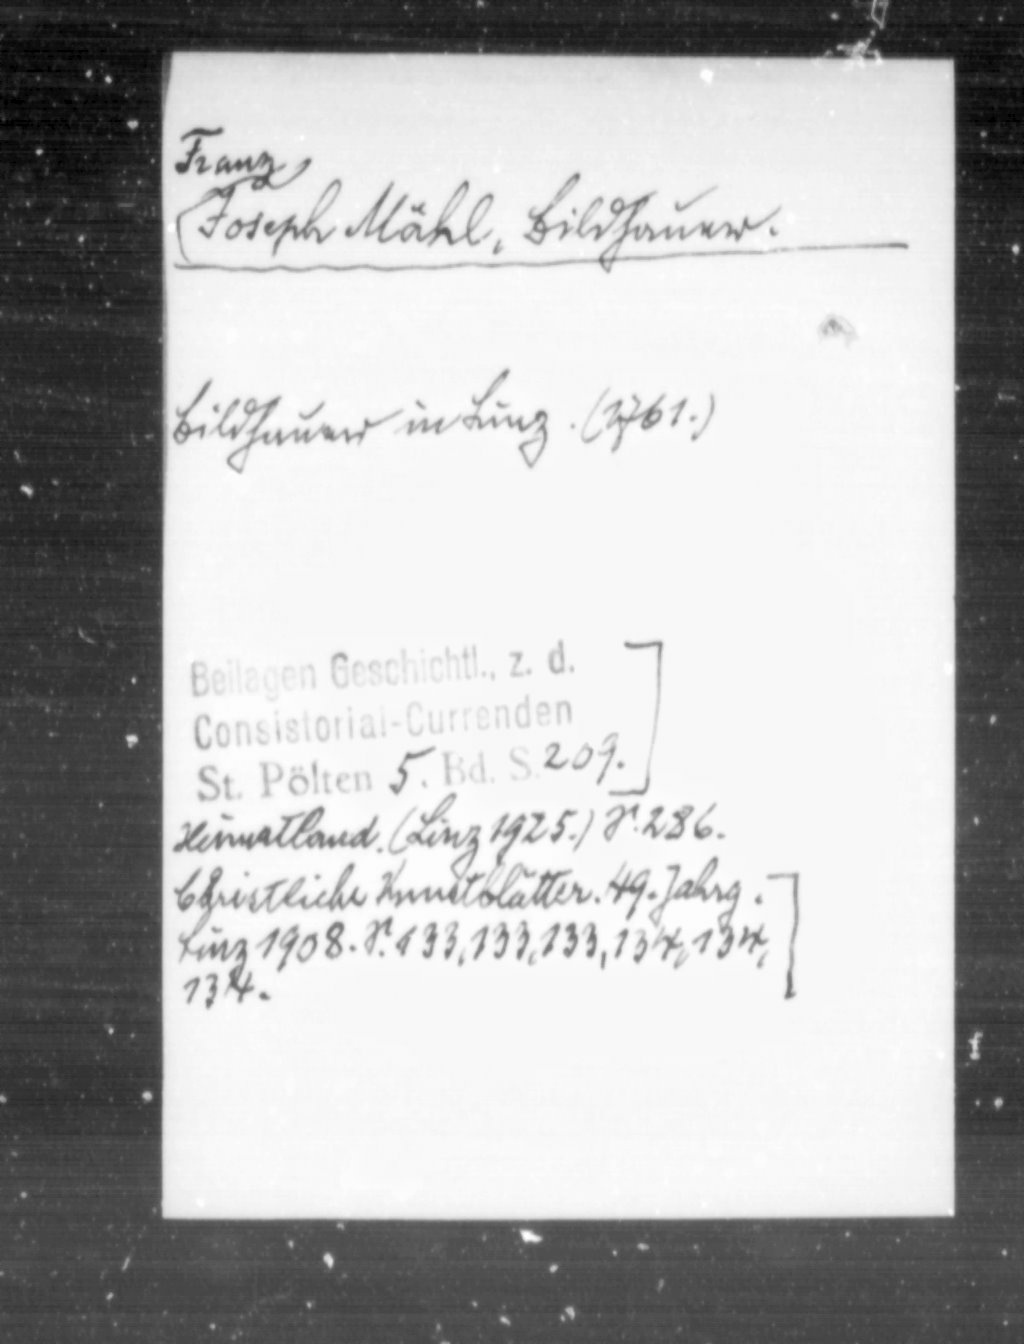 Franz,
(Joseph Mähl, Bildhauer.
Bildhauer in Linz. (1761.)
Beilagen Geschichtl., z. d.
Consistorial-Currenden
St. Pölten 5. Bd. S. 209.
Heimatland. (Linz 1925.) S. 286.
Christliche Kunstblätter. 49. Jahrg.
Linz 1908. S. 133, 133, 133, 134, 134,
134.